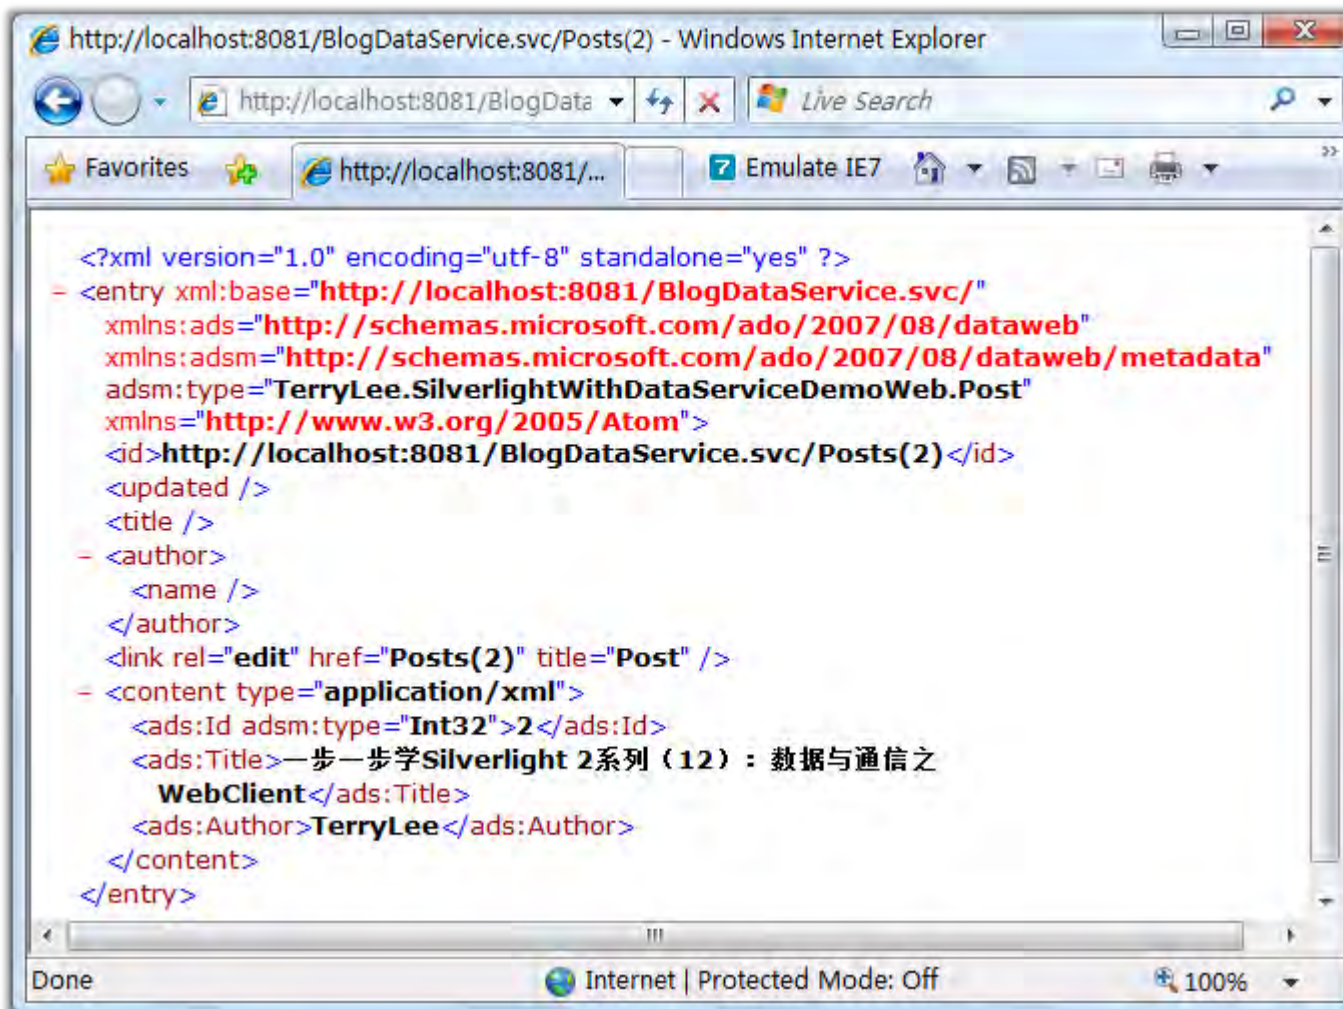 http://localhost:8081/BlogDataService.svc/Posts(2) - Windows Internet Explorer
http://localhost:8081/BlogData
Live Search
Favorites
http://localhost:8081/...
Emulate IE7
<?xml version="1.0" encoding="utf-8" standalone="yes" ?>
- <entry xml:base="http://localhost:8081/BlogDataService.svc/"
xmlns:ads="http://schemas.microsoft.com/ado/2007/08/dataweb"
xmlns:adsm="http://schemas.microsoft.com/ado/2007/08/dataweb/metadata"
adsm:type="TerryLee.SilverlightWithDataServiceDemoWeb.Post"
xmlns="http://www.w3.org/2005/Atom">
<id>http://localhost:8081/BlogDataService.svc/Posts(2)</id>
<updated />
<title />
- <author>
<name />
</author>
<link rel="edit" href="Posts(2)" title="Post" />
- <content type="application/xml">
<ads:Id adsm:type="Int32">2</ads:Id>
<ads:Title>一步一步学Silverlight 2系列（12）：数据与通信之
WebClient</ads:Title>
<ads:Author>TerryLee</ads:Author>
</content>
</entry>
Done
Internet | Protected Mode: Off
100%